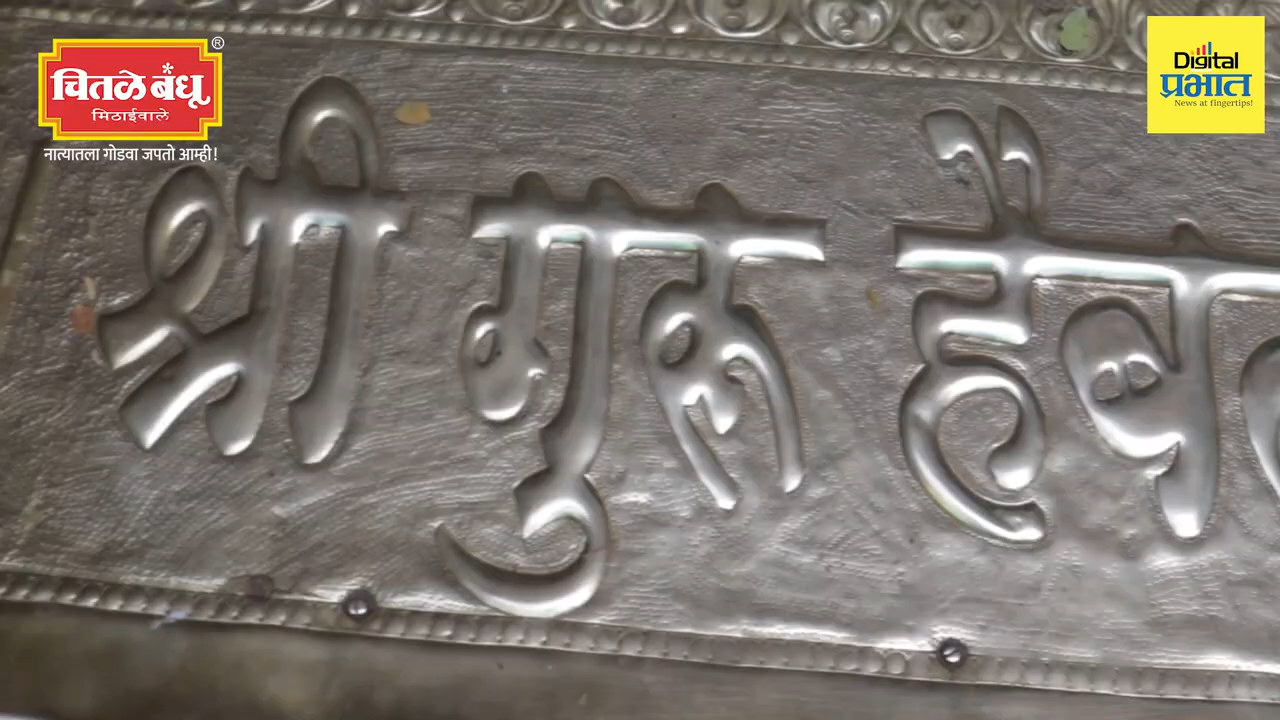 चितळे बंधू
मिठाईवाले
नात्यातला गोडवा जपतो आम्ही!
Digital
प्रभात
News at fingertips!
श्री गुरू